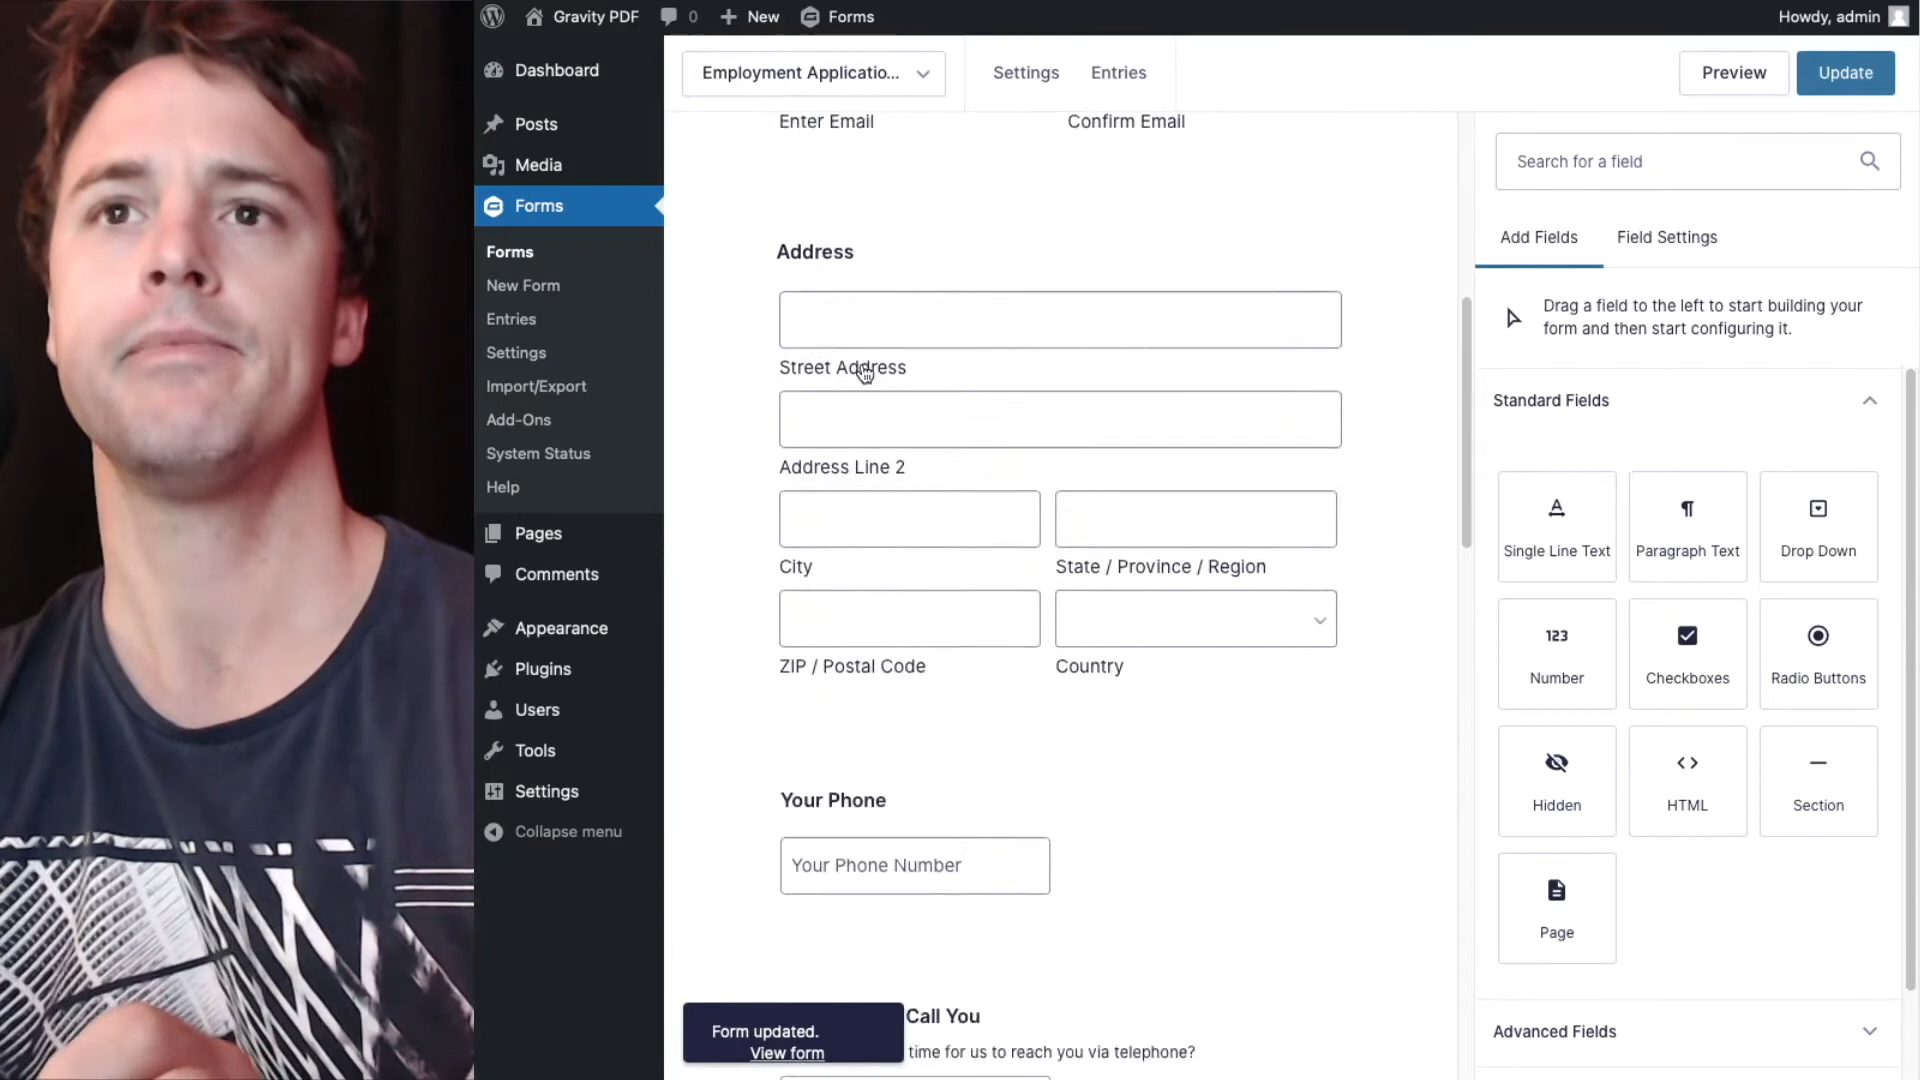 Gravity PDF
0
New
Forms
Howdy, admin
Dashboard
Posts
Media
Forms
Forms
New Form
Entries
Settings
Import/Export
Add-Ons
System Status
Help
Pages
Comments
Appearance
Plugins
Users
Tools
Settings
Collapse menu
Employment Applicatio...
Settings
Entries
Preview
Update
Enter Email
Confirm Email
Address
Street Address
Address Line 2
City
State / Province / Region
ZIP / Postal Code
Country
Your Phone
Your Phone Number
Call You
time for us to reach you via telephone?
Form updated.
View form
Search for a field
Add Fields
Field Settings
Drag a field to the left to start building your
form and then start configuring it.
Standard Fields
Single Line Text
Paragraph Text
Drop Down
123
Number
Checkboxes
Radio Buttons
Hidden
HTML
Section
Page
Advanced Fields